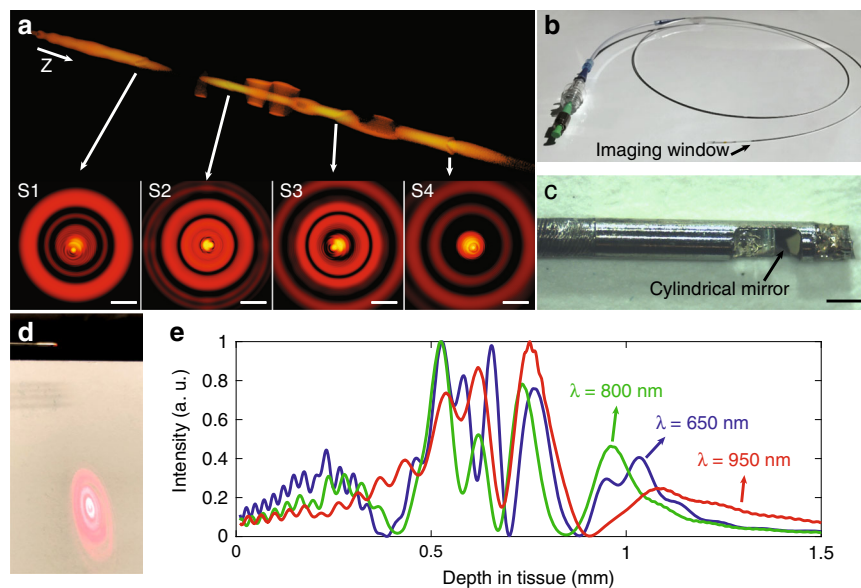 a
Z
S1
S2
S3
S4
b
Imaging window
c
Cylindrical mirror
d
e
Intensity (a. u.)
1
0.8
0.6
0.4
0.2
0
λ = 800 nm
λ = 650 nm
λ = 950 nm
0
0.5
1
1.5
Depth in tissue (mm)